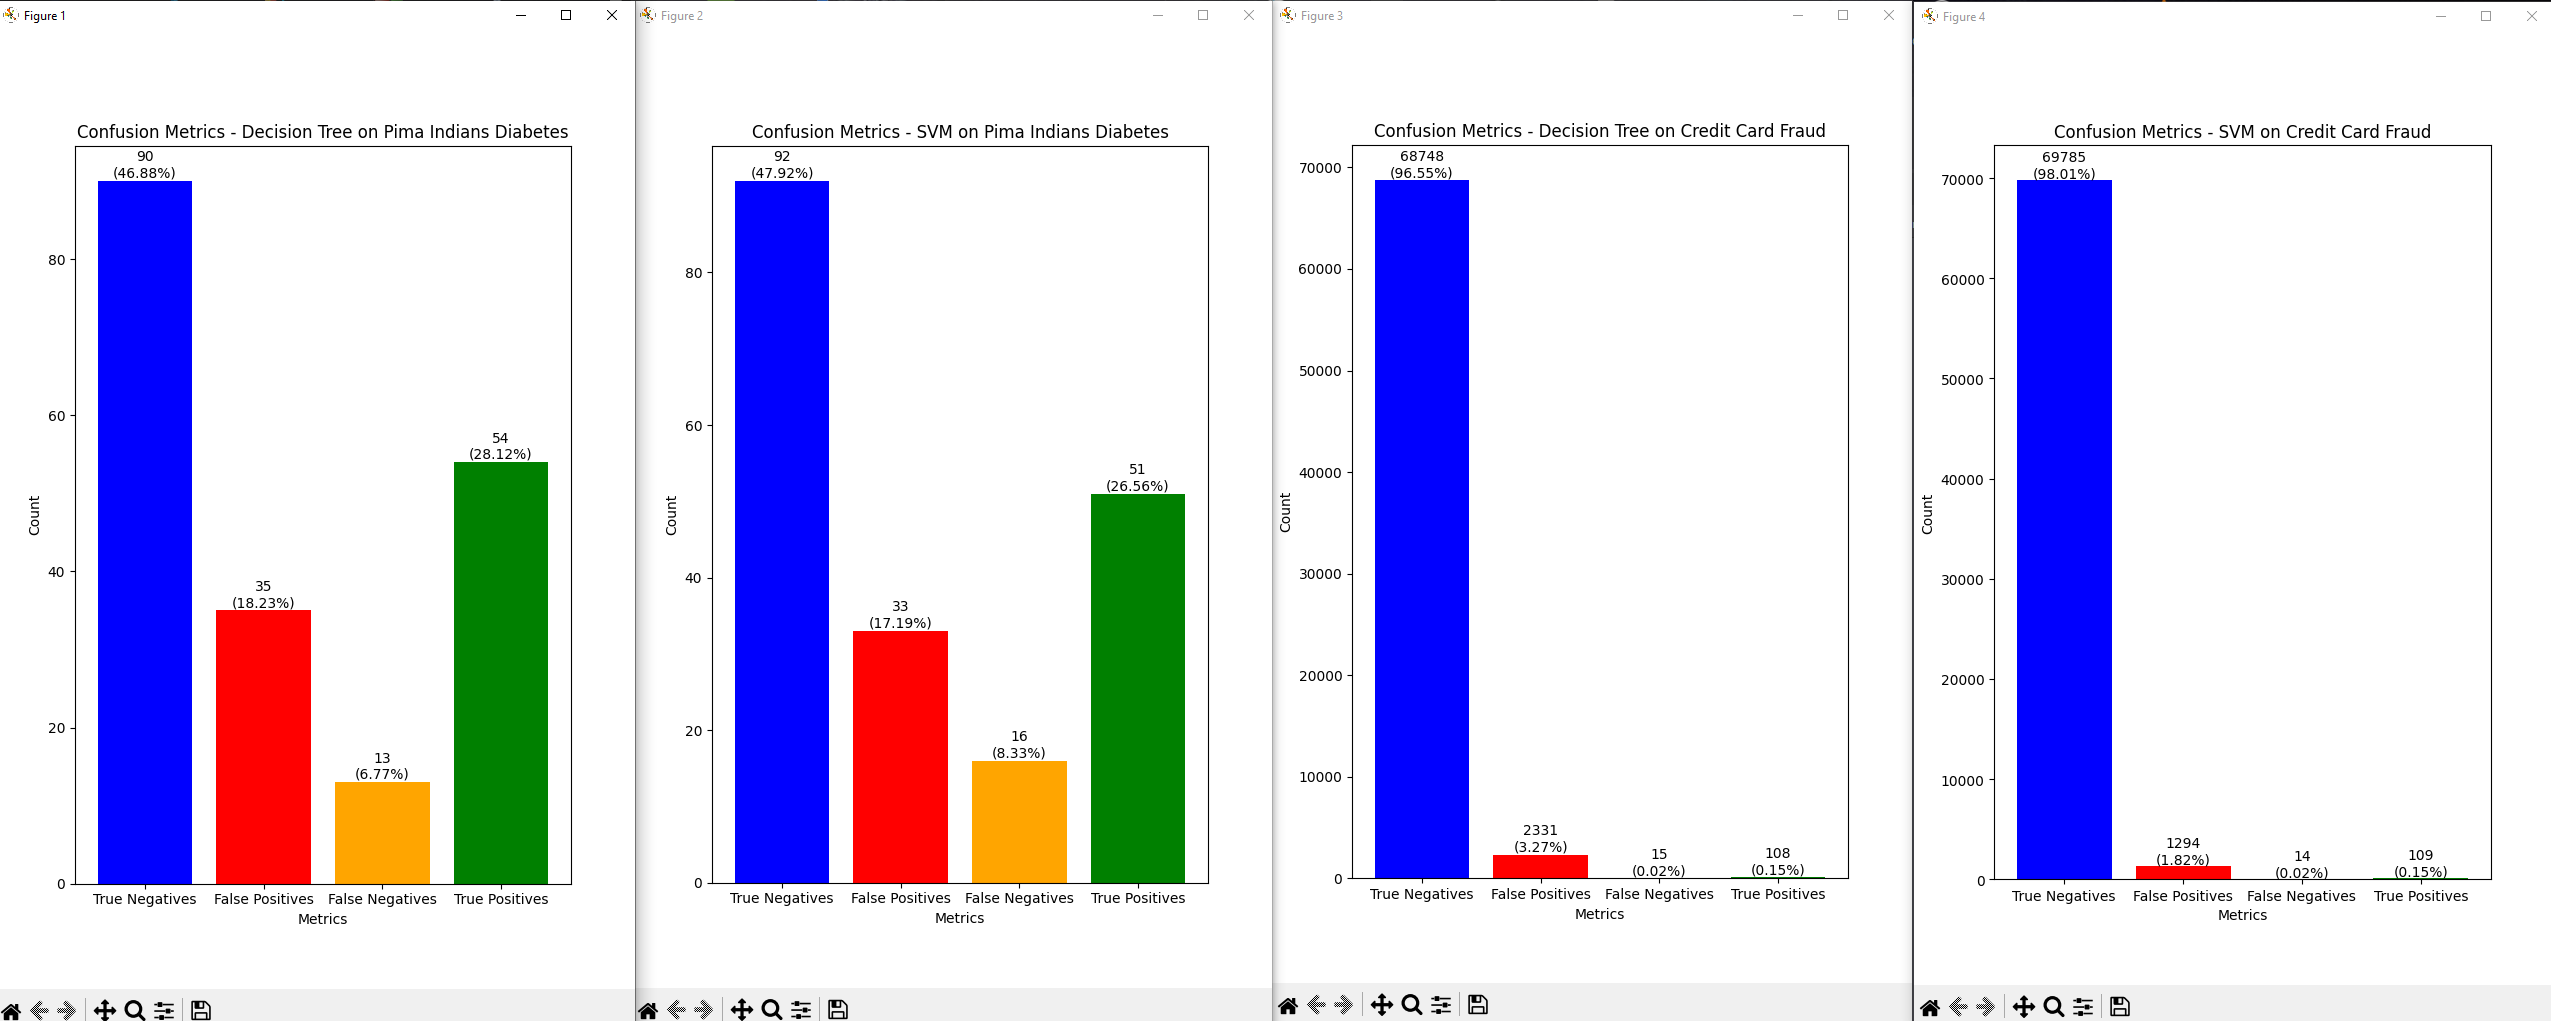 Figure 1
Confusion Metrics - Decision Tree on Pima Indians Diabetes
90
(46.88%)
35
(18.23%)
13
(6.77%)
54
(28.12%)
80
60
40
20
0
Count
True Negatives False Positives False Negatives True Positives
Metrics
Figure 2
Confusion Metrics - SVM on Pima Indians Diabetes
92
(47.92%)
33
(17.19%)
16
(8.33%)
51
(26.56%)
80
60
40
20
0
Count
True Negatives False Positives False Negatives True Positives
Metrics
Figure 3
Confusion Metrics - Decision Tree on Credit Card Fraud
68748
(96.55%)
2331
(3.27%)
15
(0.02%)
108
(0.15%)
70000
60000
50000
40000
30000
20000
10000
0
Count
True Negatives False Positives False Negatives True Positives
Metrics
Figure 4
Confusion Metrics - SVM on Credit Card Fraud
69785
(98.01%)
1294
(1.82%)
14
(0.02%)
109
(0.15%)
70000
60000
50000
40000
30000
20000
10000
0
Count
True Negatives False Positives False Negatives True Positives
Metrics